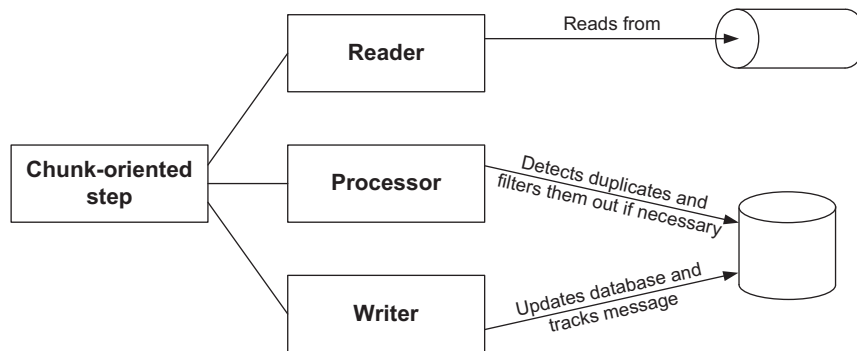 Reader
Reads from
Chunk-oriented
step
Processor
Detects duplicates and
filters them out if necessary
Writer
Updates database and
tracks message